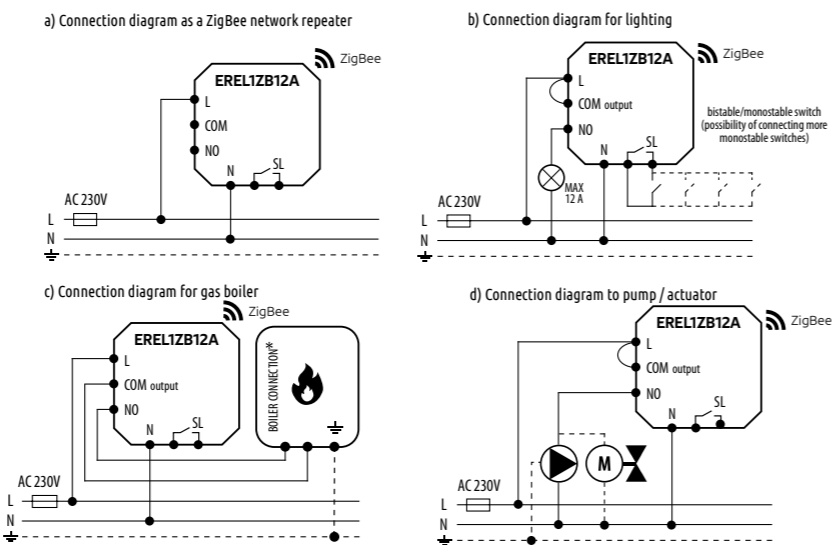 a) Connection diagram as a ZigBee network repeater
ZigBee
EREL1ZB12A
L
COM
NO
N
SL
AC 230V
L
N
b) Connection diagram for lighting
ZigBee
EREL1ZB12A
L
COM output
NO
N
SL
bistable/monostable switch
(possibility of connecting more
monostable switches)
MAX
12 A
AC 230V
L
N
c) Connection diagram for gas boiler
ZigBee
EREL1ZB12A
L
COM output
NO
N
SL
BOILER CONNECTION*
AC 230V
L
N
d) Connection diagram to pump / actuator
ZigBee
EREL1ZB12A
L
COM output
NO
N
SL
M
AC 230V
L
N